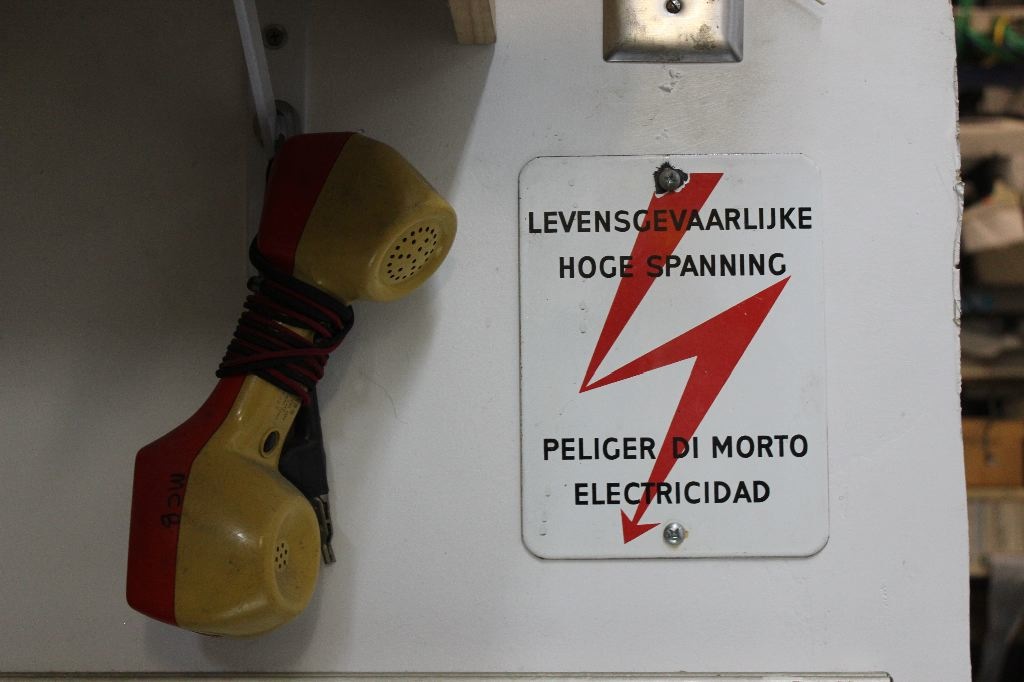 LEVENSGEVAARLIJKE
HOGE SPANNING
PELIGER DI MORTO
ELECTRICIDAD
MCB